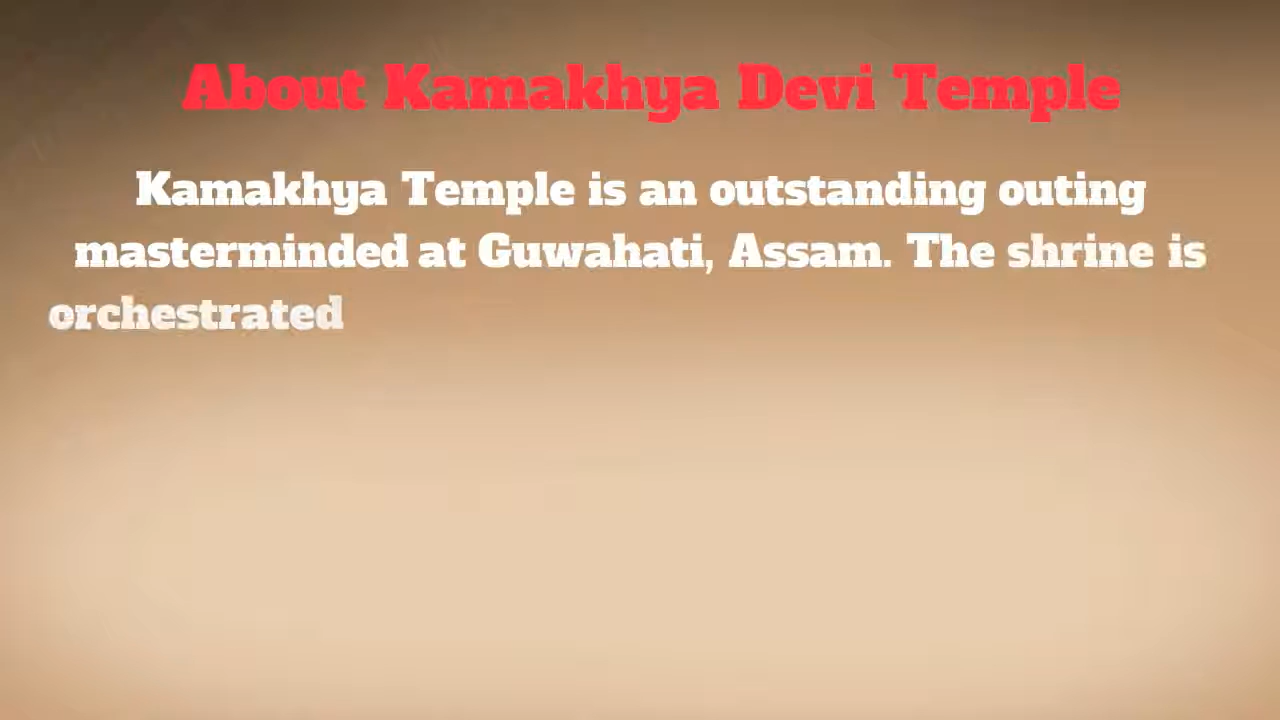 About Kamakhya Devi Temple
Kamakhya Temple is an outstanding outing
masterminded at Guwahati, Assam. The shrine is
orchestrated